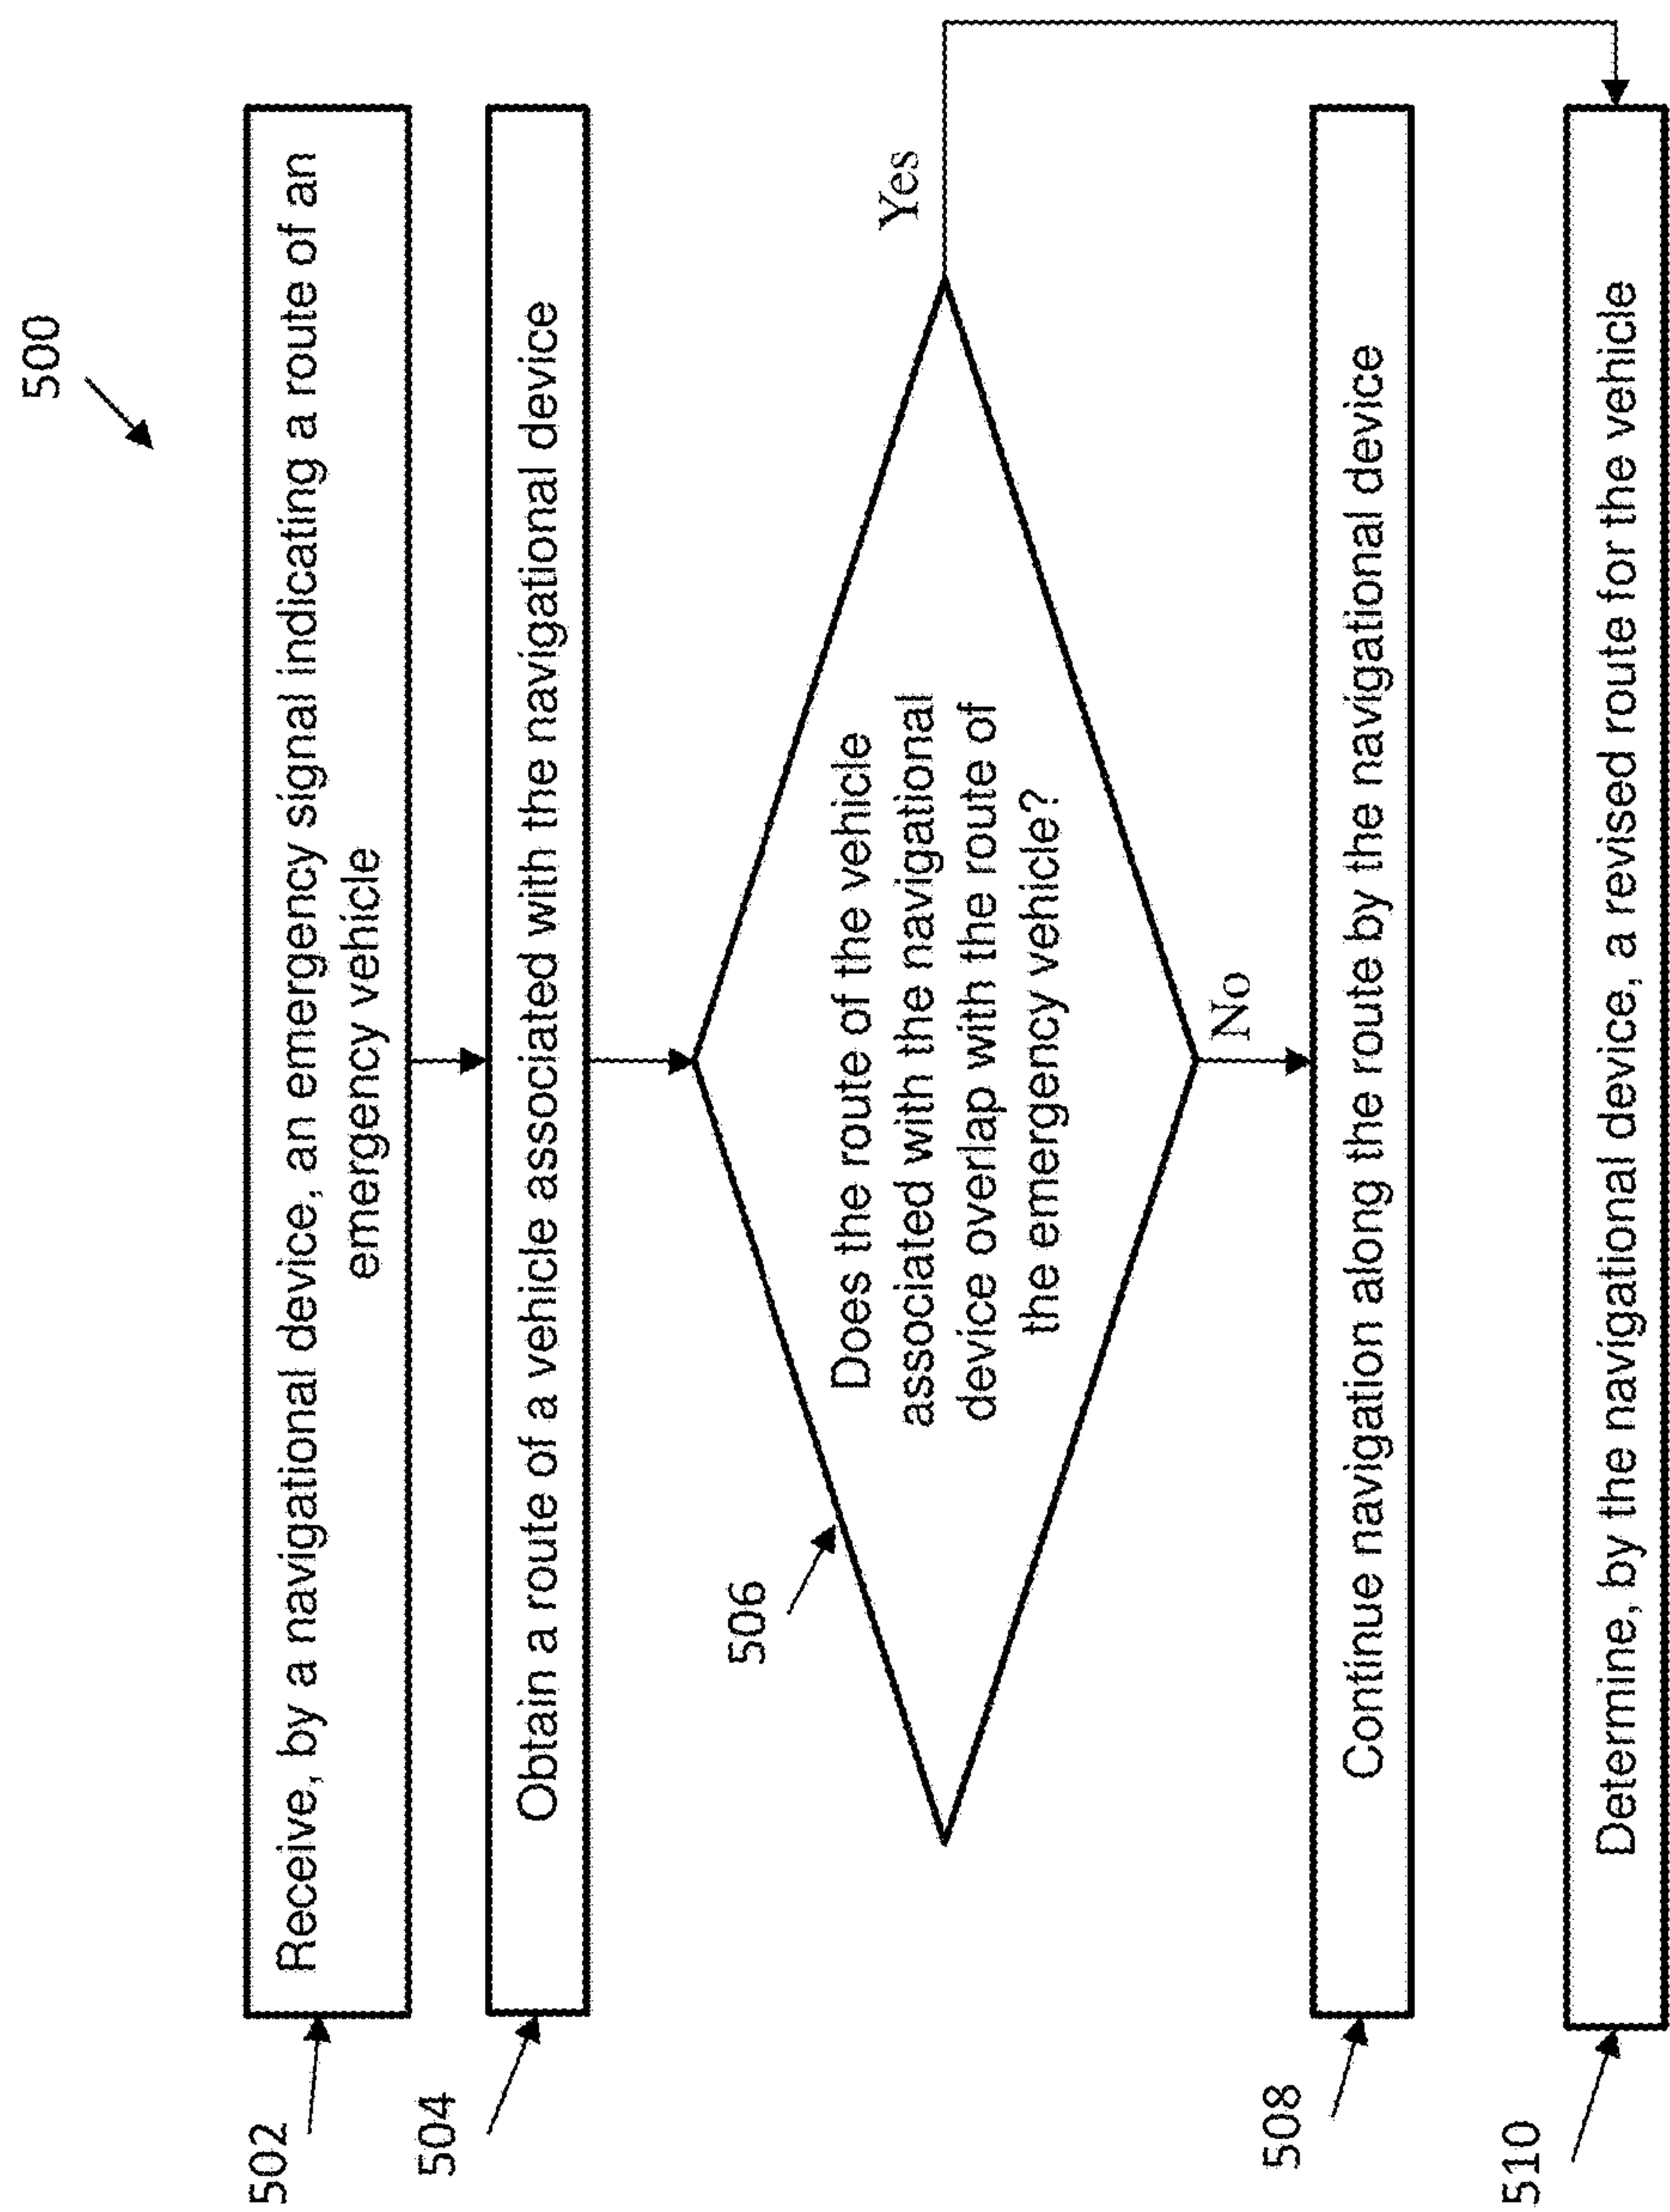 500
502
Receive, by a navigational device, an emergency signal indicating a route of an
emergency vehicle
504
Obtain a route of a vehicle associated with the navigational device
506
Does the route of the vehicle
associated with the navigational
device overlap with the route of
the emergency vehicle?
Yes
No
508
Continue navigation along the route by the navigational device
510
Determine, by the navigational device, a revised route for the vehicle